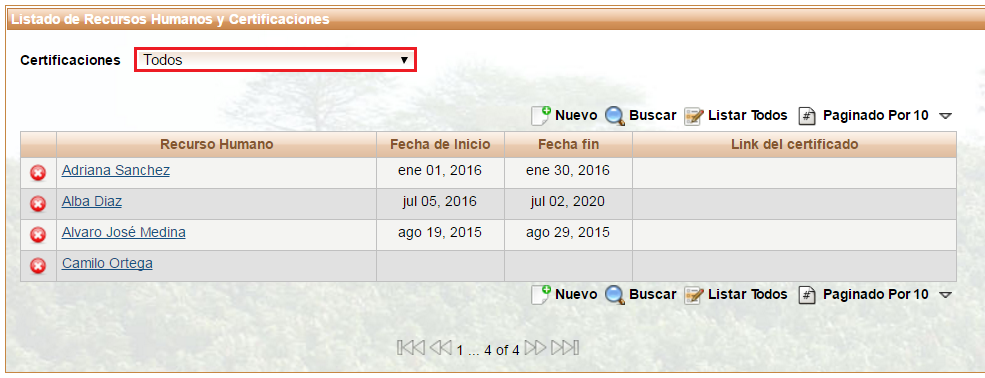 Listado de Recursos Humanos y Certificaciones
Certificaciones Todos
Nuevo Buscar Listar Todos # Paginado Por 10
Recurso Humano Fecha de Inicio Fecha fin Link del certificado
Adriana Sanchez ene 01, 2016 ene 30, 2016
Alba Diaz jul 05, 2016 jul 02, 2020
Alvaro José Medina ago 19, 2015 ago 29, 2015
Camilo Ortega
Nuevo Buscar Listar Todos # Paginado Por 10
1 ... 4 of 4